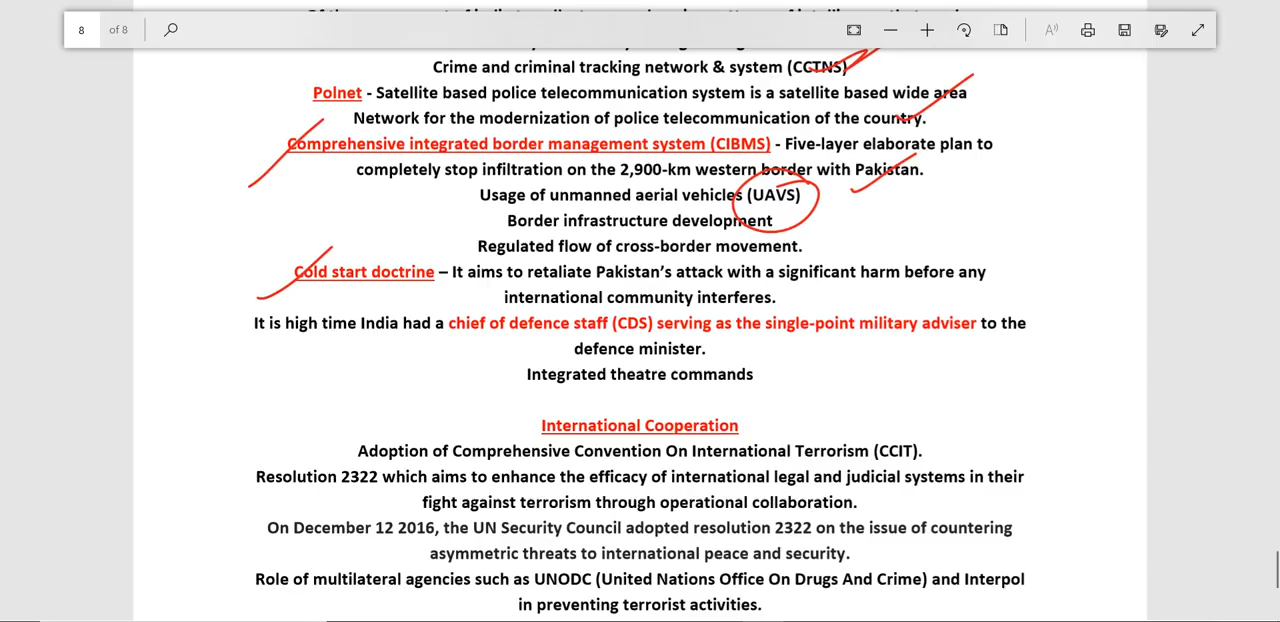 8 of 8
Crime and criminal tracking network & system (CCTNS)
Polnet - Satellite based police telecommunication system is a satellite based wide area
Network for the modernization of police telecommunication of the country.
Comprehensive integrated border management system (CIBMS) - Five-layer elaborate plan to
completely stop infiltration on the 2,900-km western border with Pakistan.
Usage of unmanned aerial vehicles (UAVS)
Border infrastructure development
Regulated flow of cross-border movement.
Cold start doctrine – It aims to retaliate Pakistan's attack with a significant harm before any
international community interferes.
It is high time India had a chief of defence staff (CDS) serving as the single-point military adviser to the
defence minister.
Integrated theatre commands
International Cooperation
Adoption of Comprehensive Convention On International Terrorism (CCIT).
Resolution 2322 which aims to enhance the efficacy of international legal and judicial systems in their
fight against terrorism through operational collaboration.
On December 12 2016, the UN Security Council adopted resolution 2322 on the issue of countering
asymmetric threats to international peace and security.
Role of multilateral agencies such as UNODC (United Nations Office On Drugs And Crime) and Interpol
in preventing terrorist activities.